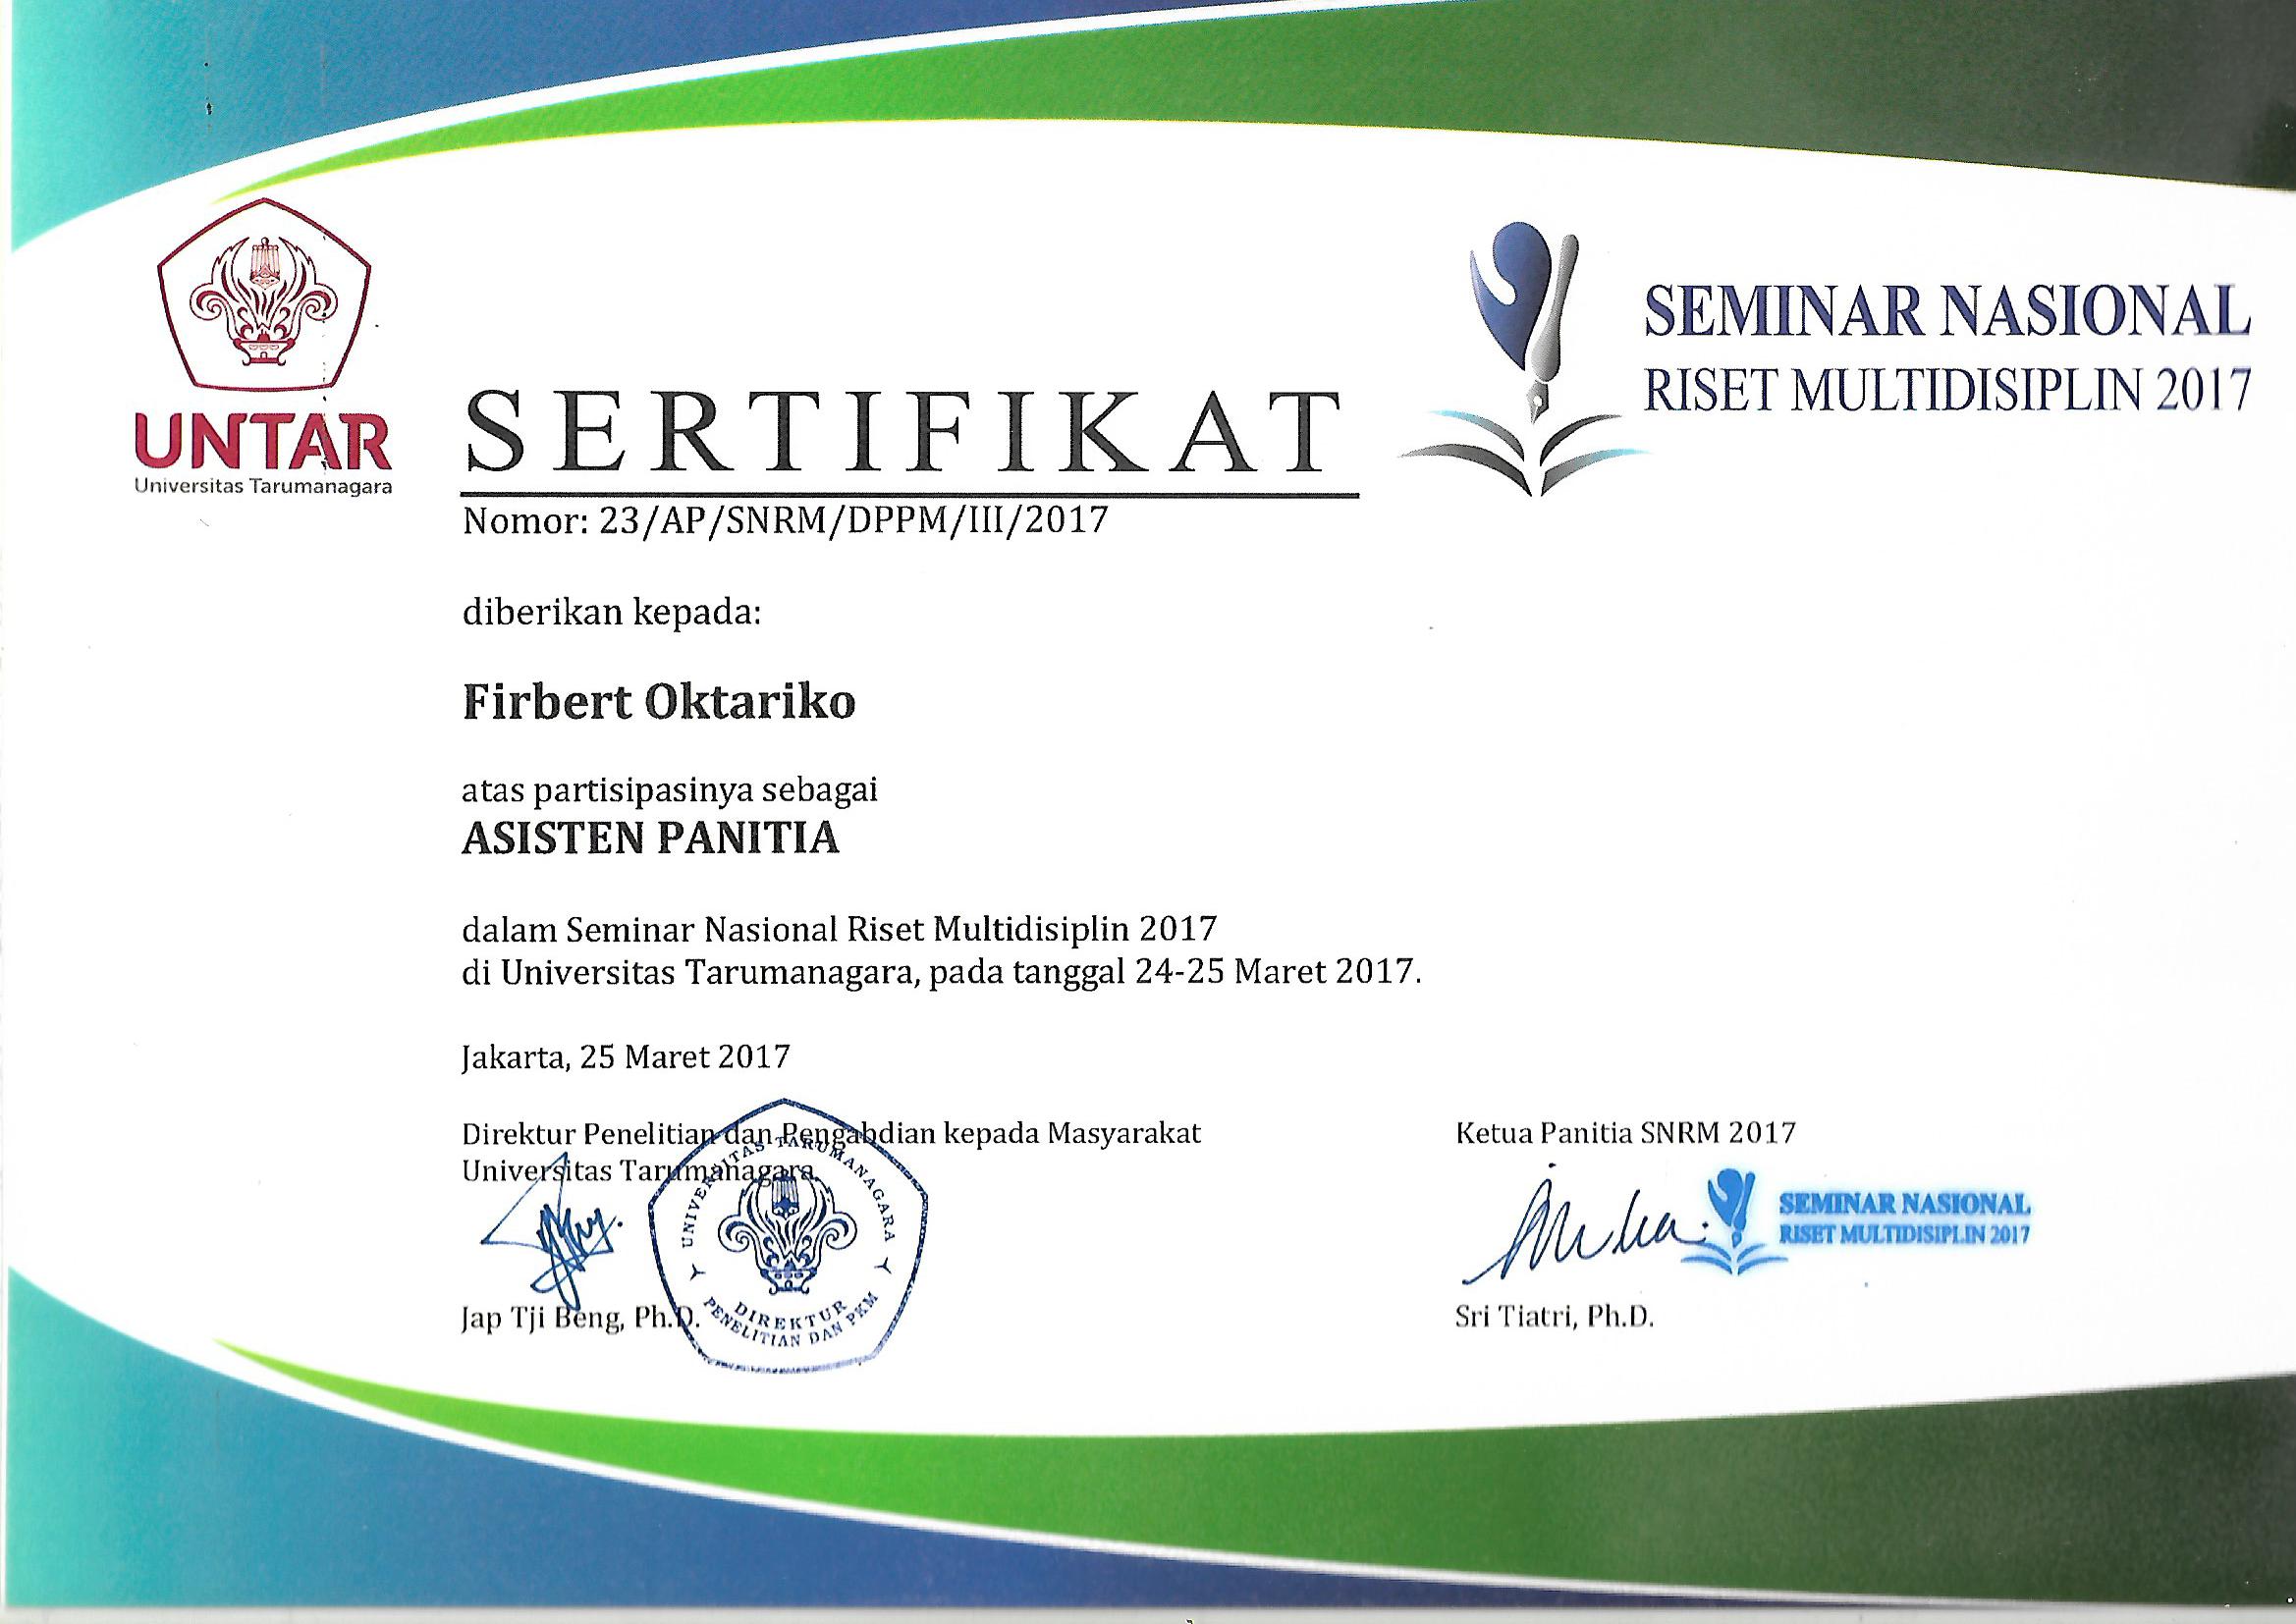 UNTAR
Universitas Tarumanagara
SEMINAR NASIONAL
RISET MULTIDISIPLIN 2017
SERTIFIKAT
Nomor: 23/AP/SNRM/DPPM/III/2017
diberikan kepada:
Firbert Oktariko
atas partisipasinya sebagai
ASISTEN PANITIA
dalam Seminar Nasional Riset Multidisiplin 2017
di Universitas Tarumanagara, pada tanggal 24-25 Maret 2017.
Jakarta, 25 Maret 2017
Direktur Penelitian dan Pengabdian kepada Masyarakat
Universitas Tarumanagara
UNIVERSITAS TARUMANAGARA
DIREKTUR
PENELITIAN DAN PKM
Jap Tji Beng, Ph.D.
Ketua Panitia SNRM 2017
SEMINAR NASIONAL
RISET MULTIDISIPLIN 2017
Sri Tiatri, Ph.D.